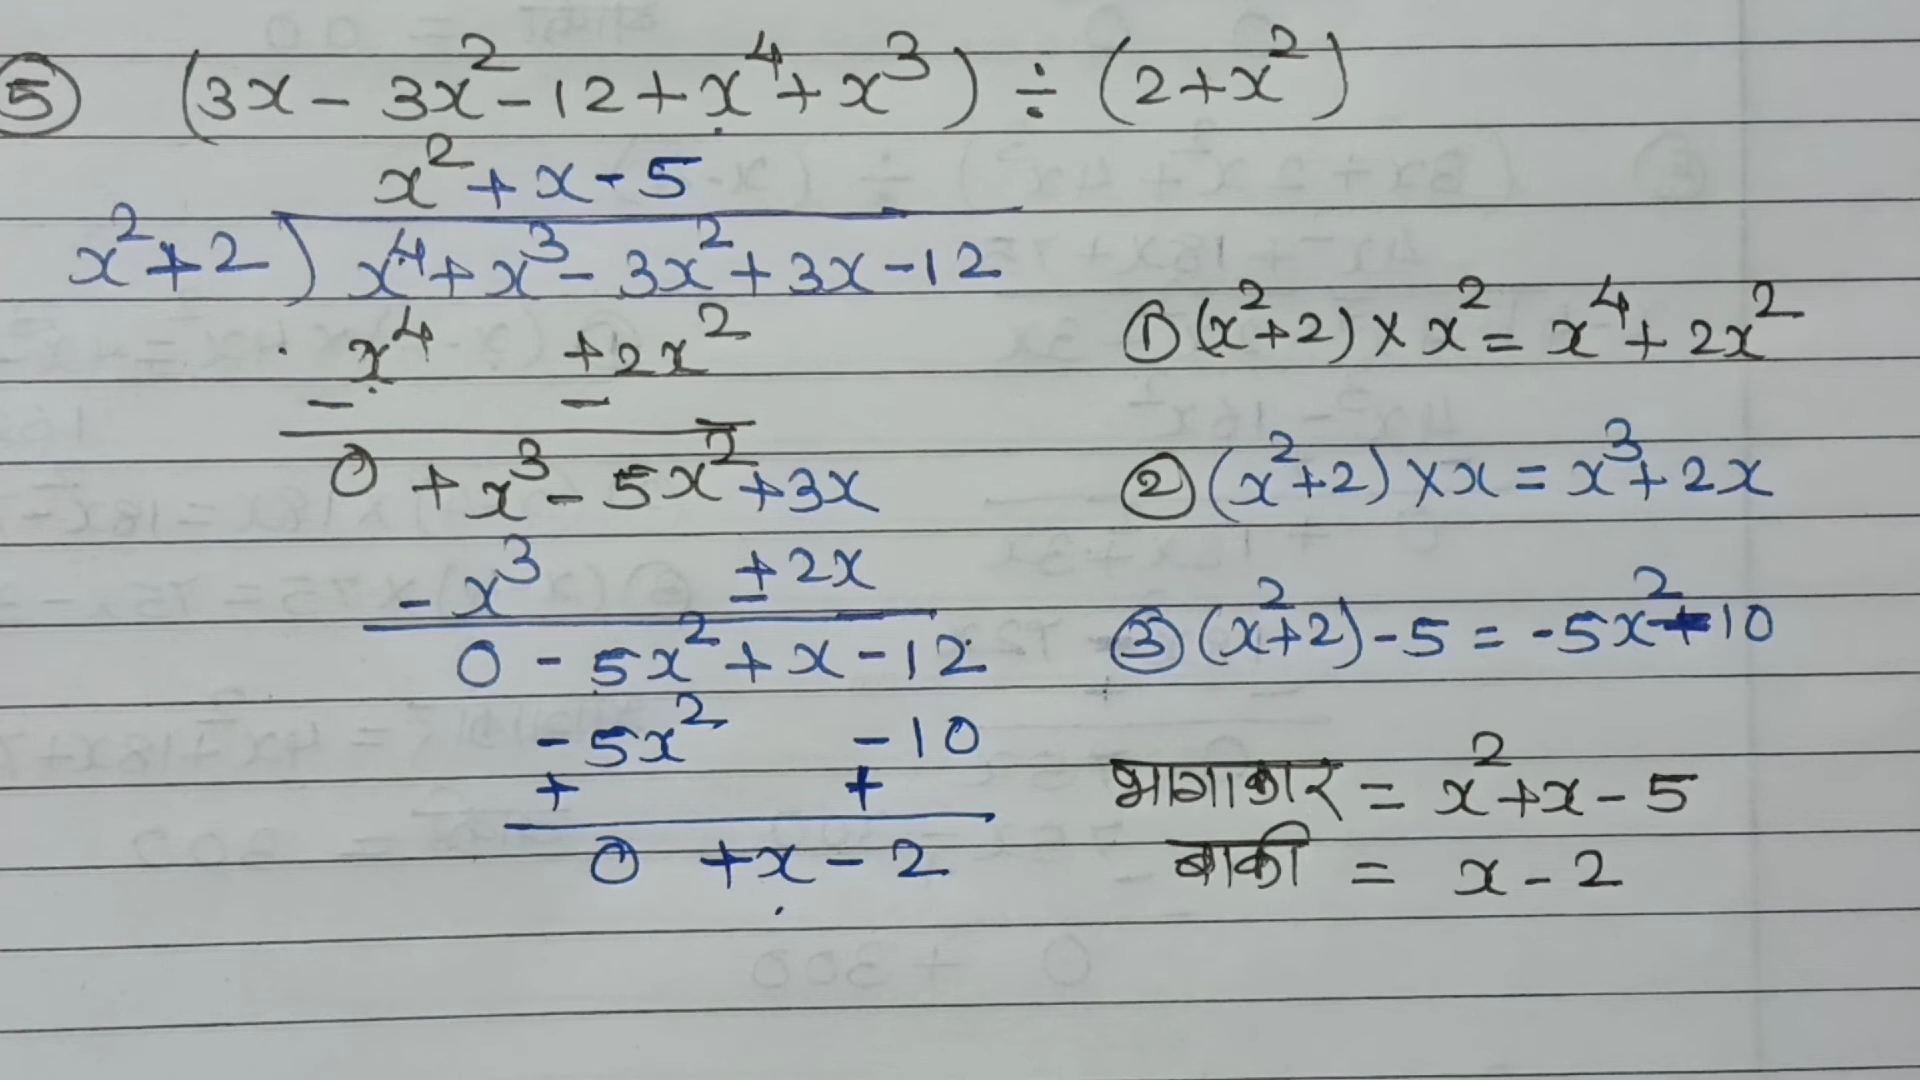 ⑤ (3x - 3x² - 12 + x⁴ + x³) ÷ (2 + x²)
x² + x - 5
x² + 2 ) x⁴ + x³ - 3x² + 3x - 12
x⁴ + 2x²
- -
0 + x³ - 5x² + 3x
- x³ ± 2x
0 - 5x² + x - 12
- 5x² - 10
+ +
0 + x - 2
① (x² + 2) × x² = x⁴ + 2x²
② (x² + 2) × x = x³ + 2x
③ (x² + 2) - 5 = -5x² - 10
भागाकार = x² + x - 5
बाकी = x - 2